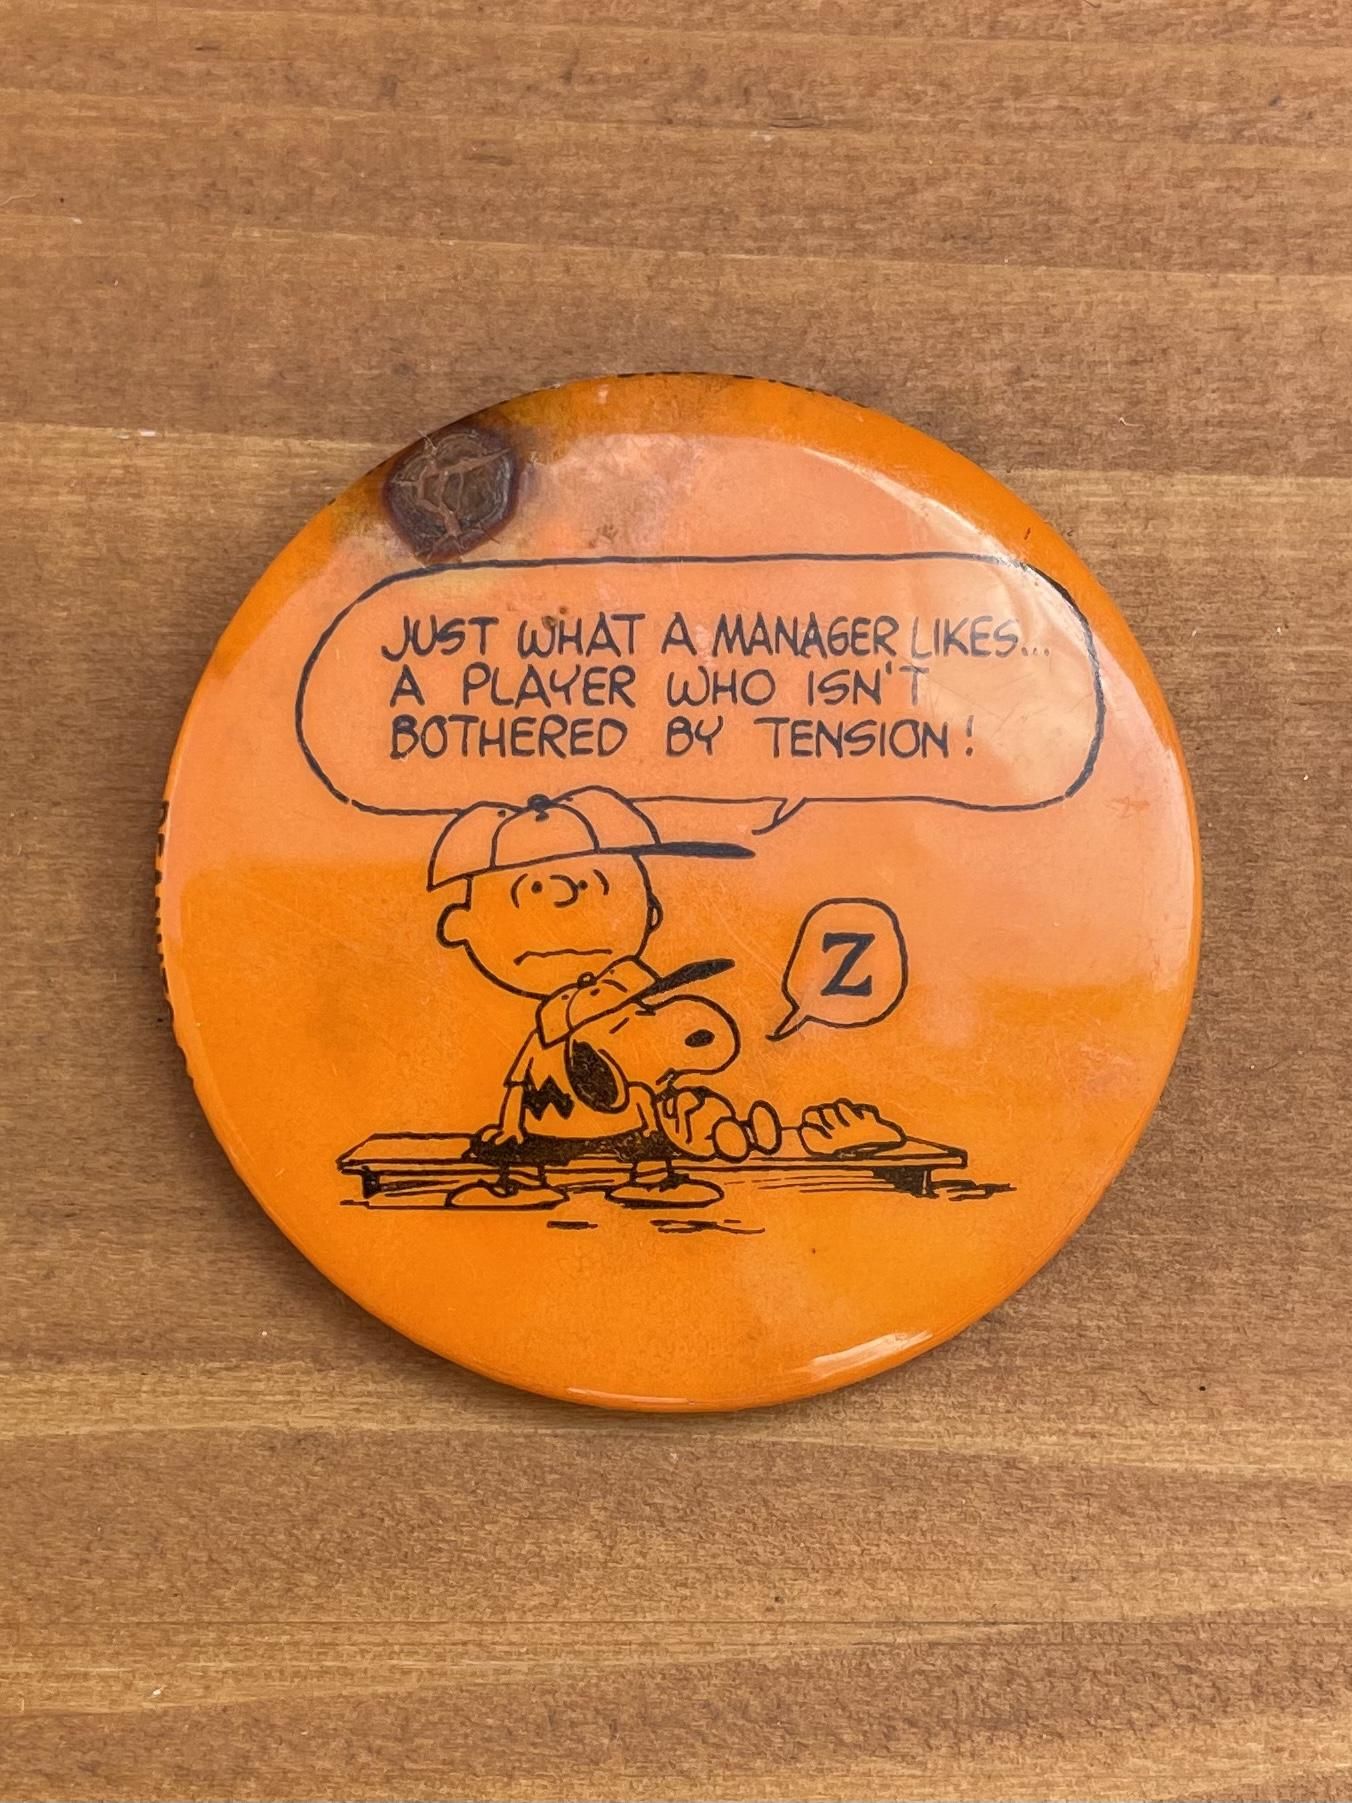 JUST WHAT A MANAGER LIKES...
A PLAYER WHO ISN'T
BOTHERED BY TENSION!
Z